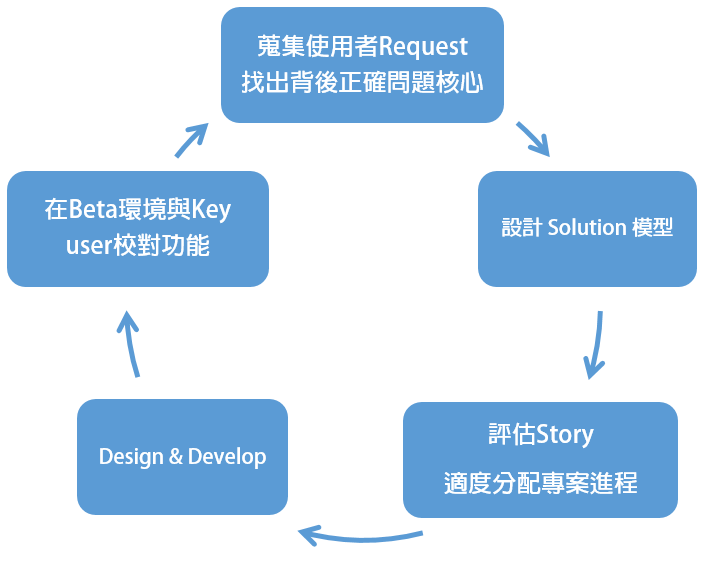 蒐集使用者Request
找出背後正確問題核心
設計 Solution 模型
評估Story
適度分配專案進程
Design & Develop
在Beta環境與Key
user校對功能